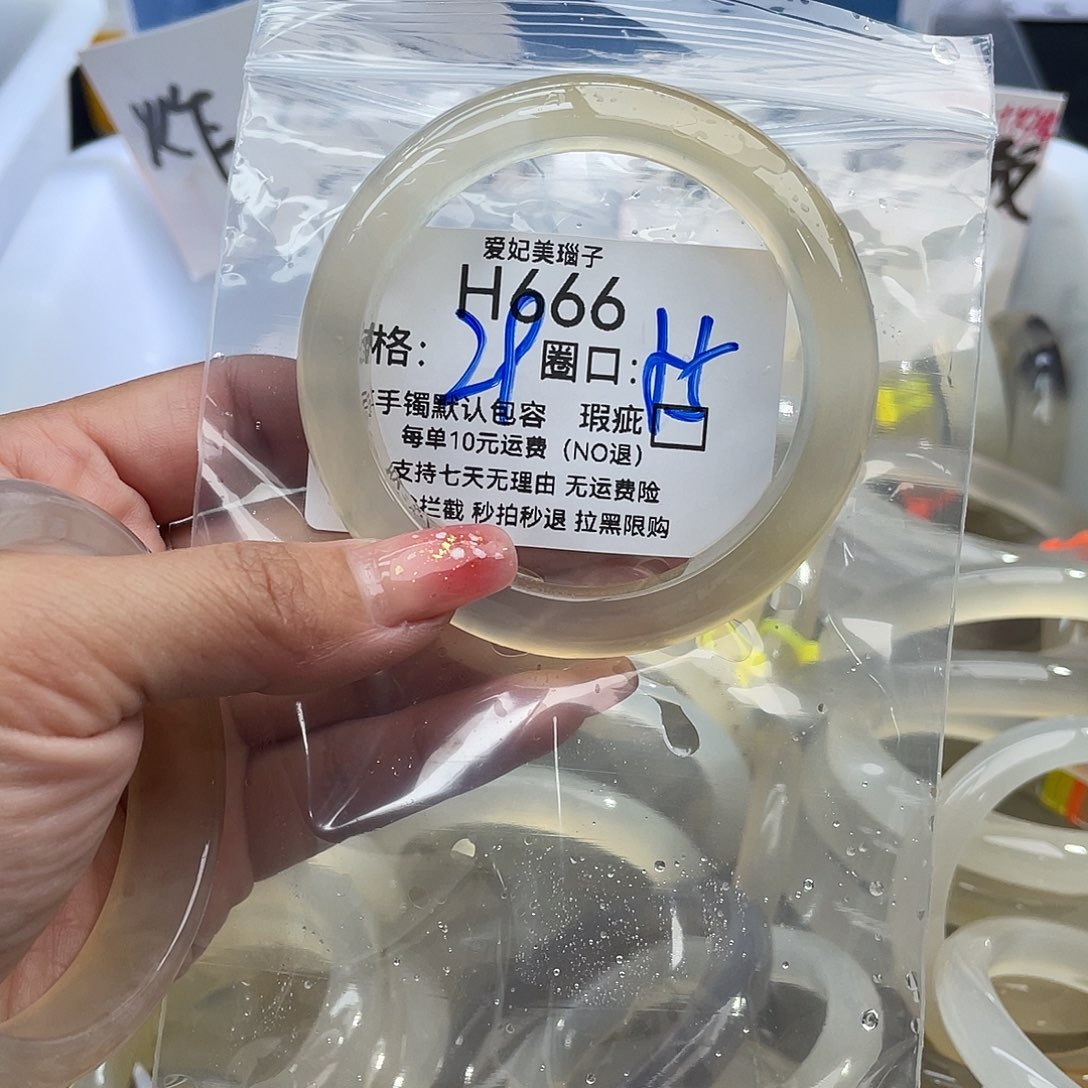 爱妃美瑙子
H666
格: 28 圈口:
手镯默认包容 瑕疵
每单10元运费（NO退）
支持七天无理由 无运费险
拦截 秒拍秒退 拉黑限购
炸